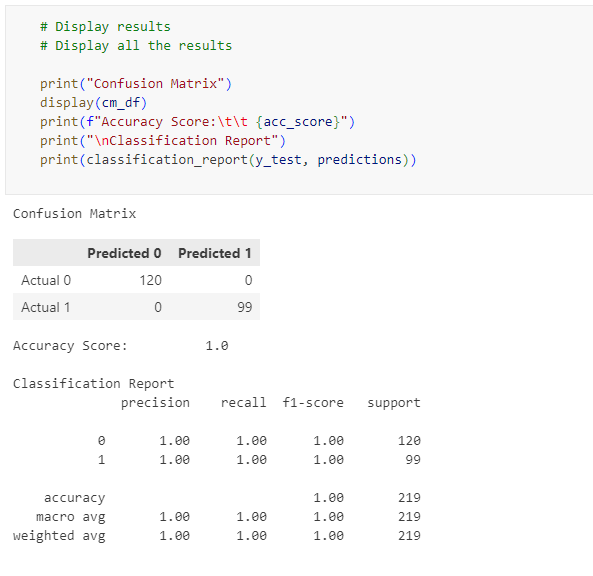 # Display results
# Display all the results
print("Confusion Matrix")
display(cm_df)
print(f"Accuracy Score:\t\t {acc_score}")
print("\nClassification Report")
print(classification_report(y_test, predictions))
Confusion Matrix
Predicted 0 Predicted 1
Actual 0 120 0
Actual 1 0 99
Accuracy Score: 1.0
Classification Report
precision recall f1-score support
0 1.00 1.00 1.00 120
1 1.00 1.00 1.00 99
accuracy 1.00 219
macro avg 1.00 1.00 1.00 219
weighted avg 1.00 1.00 1.00 219